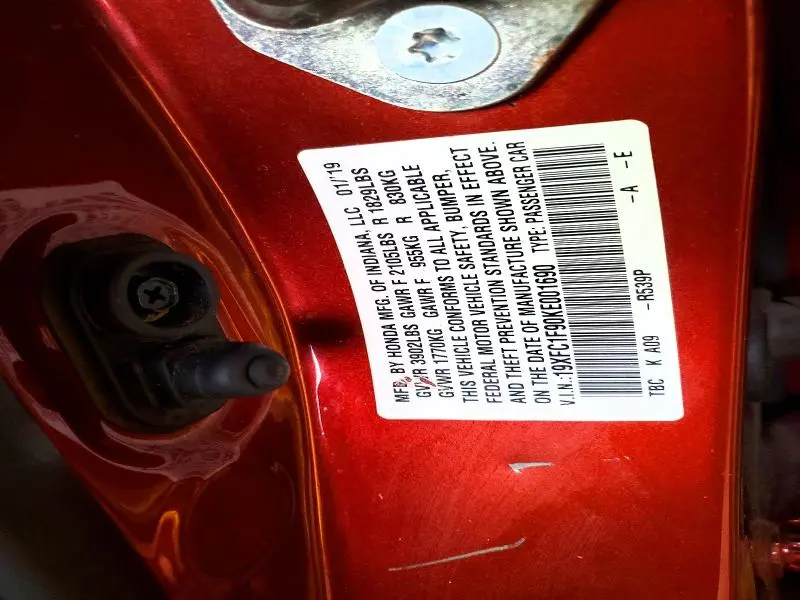 MFD. BY HONDA MFG. OF INDIANA, LLC 01/19
GVWR 3902LBS GAWR F 2105LBS R 1829LBS
GVWR 1770KG GAWR F 955KG R 830KG
THIS VEHICLE CONFORMS TO ALL APPLICABLE
FEDERAL MOTOR VEHICLE SAFETY, BUMPER,
AND THEFT PREVENTION STANDARDS IN EFFECT
ON THE DATE OF MANUFACTURE SHOWN ABOVE.
V.I.N.: 19XFC1F90KE001690 TYPE: PASSENGER CAR
TBC K A09 -R539P -A -E